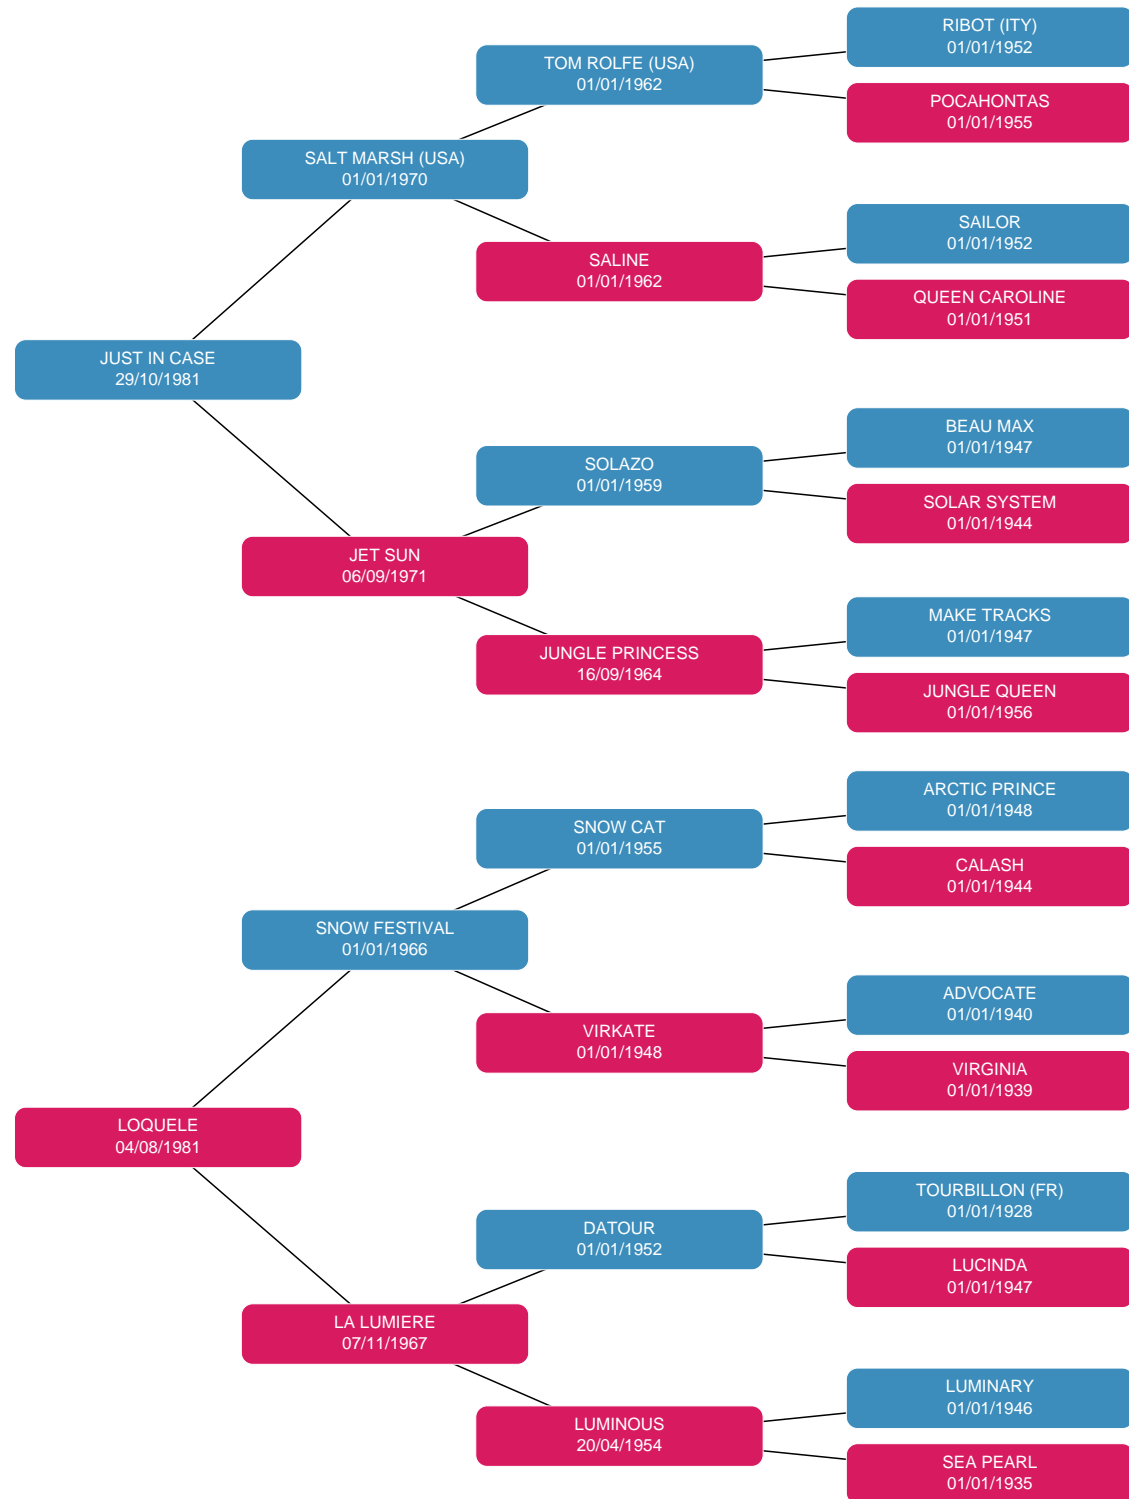 RIBOT (ITY)
01/01/1952
TOM ROLFE (USA)
01/01/1962
POCAHONTAS
01/01/1955
SALT MARSH (USA)
01/01/1970
SAILOR
01/01/1952
SALINE
01/01/1962
QUEEN CAROLINE
01/01/1951
JUST IN CASE
29/10/1981
BEAU MAX
01/01/1947
SOLAZO
01/01/1959
SOLAR SYSTEM
01/01/1944
JET SUN
06/09/1971
MAKE TRACKS
01/01/1947
JUNGLE PRINCESS
16/09/1964
JUNGLE QUEEN
01/01/1956
ARCTIC PRINCE
01/01/1948
SNOW CAT
01/01/1955
CALASH
01/01/1944
SNOW FESTIVAL
01/01/1966
ADVOCATE
01/01/1940
VIRKATE
01/01/1948
VIRGINIA
01/01/1939
LOQUELE
04/08/1981
TOURBILLON (FR)
01/01/1928
DATOUR
01/01/1952
LUCINDA
01/01/1947
LA LUMIERE
07/11/1967
LUMINARY
01/01/1946
LUMINOUS
20/04/1954
SEA PEARL
01/01/1935